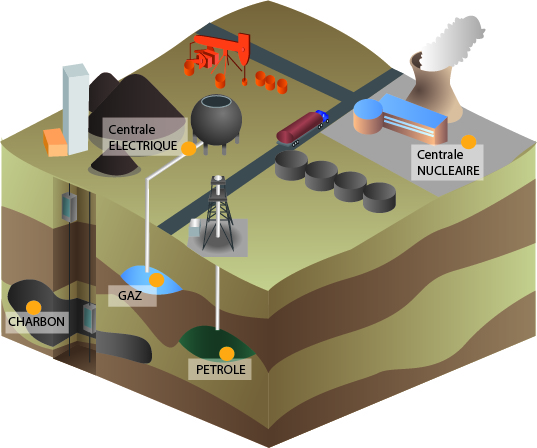 Centrale
ELECTRIQUE
Centrale
NUCLEAIRE
GAZ
CHARBON
PETROLE